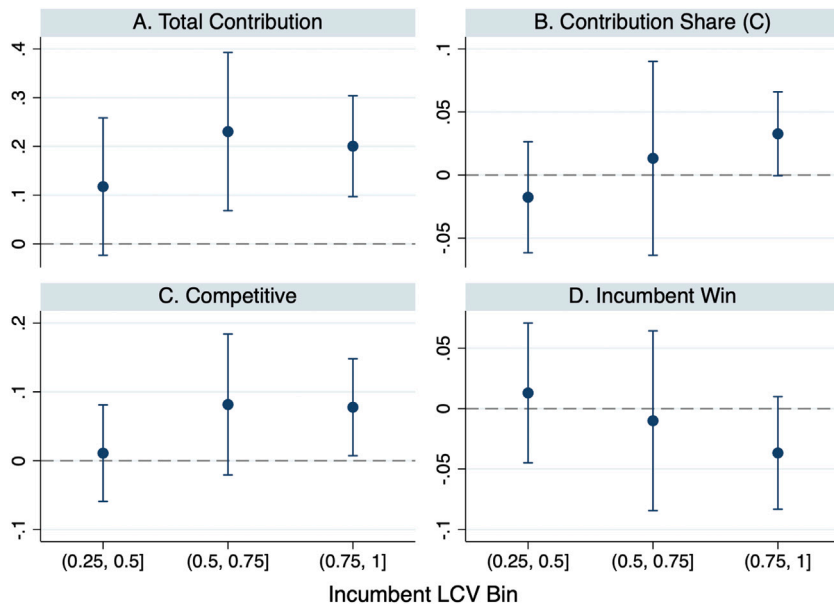 A. Total Contribution
.4
.3
.2
.1
0
B. Contribution Share (C)
.1
.05
0
-.05
C. Competitive
.2
.1
0
-.1
D. Incumbent Win
.05
0
-.05
-.1
(0.25, 0.5] (0.5, 0.75] (0.75, 1]
(0.25, 0.5] (0.5, 0.75] (0.75, 1]
Incumbent LCV Bin